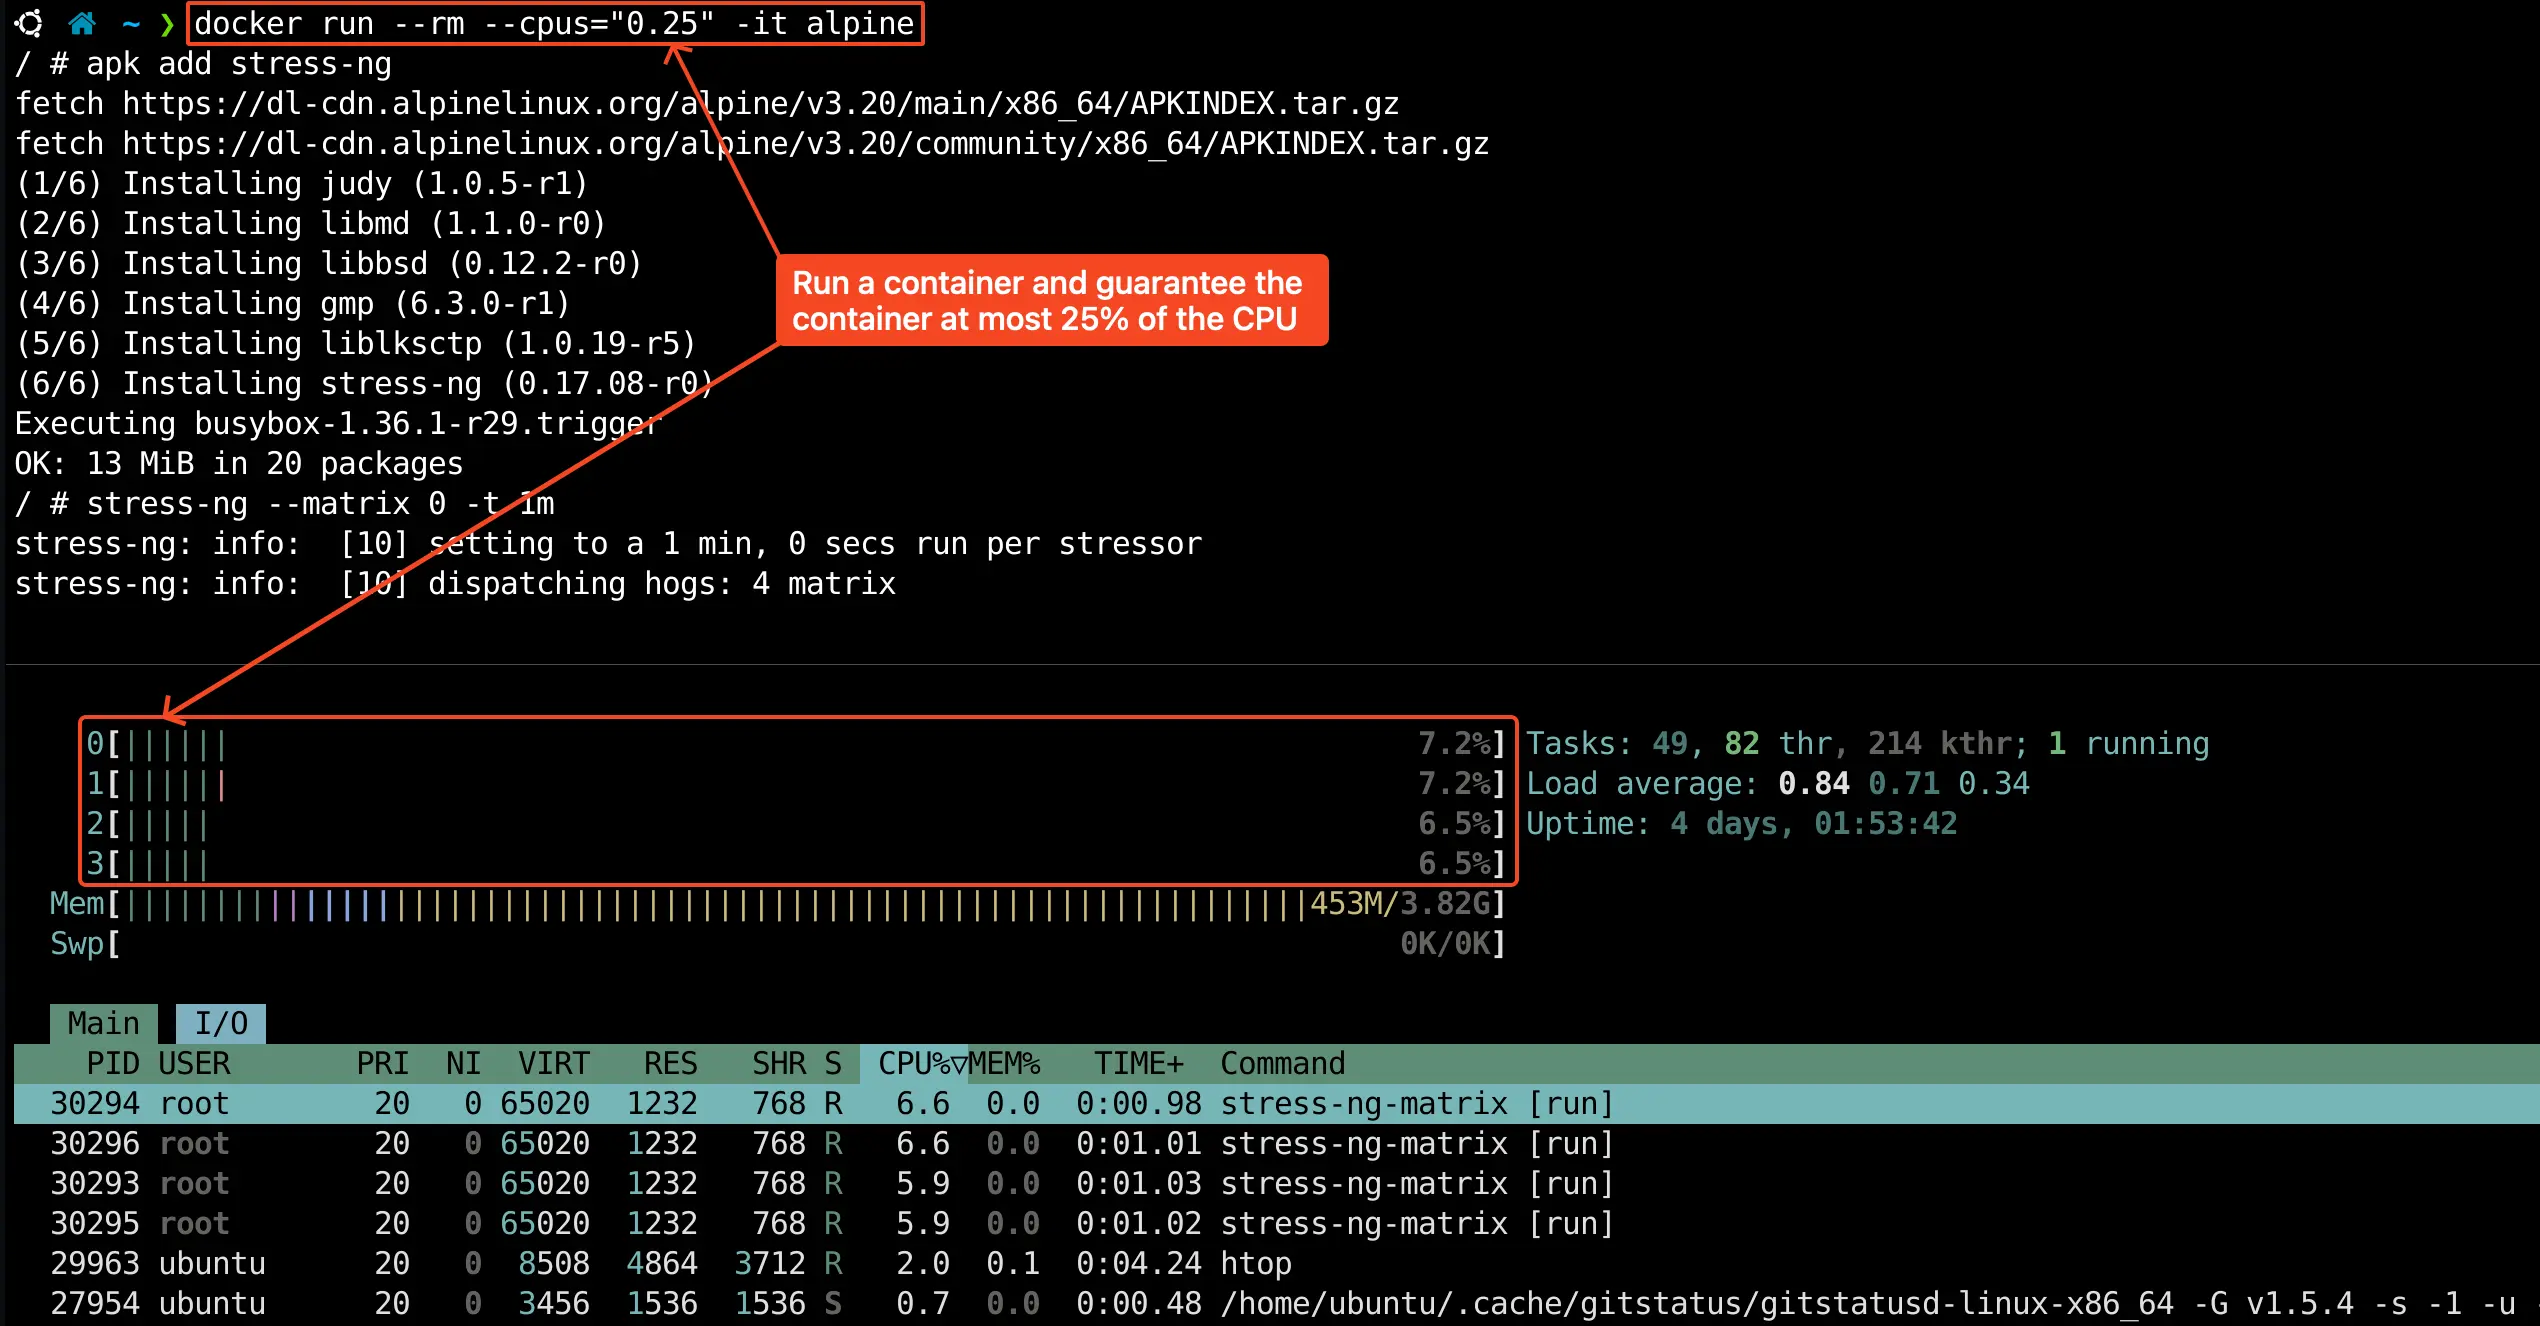 ~ ❯ docker run --rm --cpus="0.25" -it alpine
/ # apk add stress-ng
fetch https://dl-cdn.alpinelinux.org/alpine/v3.20/main/x86_64/APKINDEX.tar.gz
fetch https://dl-cdn.alpinelinux.org/alpine/v3.20/community/x86_64/APKINDEX.tar.gz
(1/6) Installing judy (1.0.5-r1)
(2/6) Installing libmd (1.1.0-r0)
(3/6) Installing libbsd (0.12.2-r0)
(4/6) Installing gmp (6.3.0-r1)
(5/6) Installing liblksctp (1.0.19-r5)
(6/6) Installing stress-ng (0.17.08-r0)
Executing busybox-1.36.1-r29.trigger
OK: 13 MiB in 20 packages
/ # stress-ng --matrix 0 -t 1m
stress-ng: info:  [10] setting to a 1 min, 0 secs run per stressor
stress-ng: info:  [10] dispatching hogs: 4 matrix
Run a container and guarantee the
container at most 25% of the CPU
0[|||||| 7.2%] Tasks: 49, 82 thr, 214 kthr; 1 running
1[|||||| 7.2%] Load average: 0.84 0.71 0.34
2[||||| 6.5%] Uptime: 4 days, 01:53:42
3[||||| 6.5%]
Mem[||||||||||||||||||||||||||||||||||||||||||||||||||||||||||||||||||453M/3.82G]
Swp[ 0K/0K]
Main I/O
PID USER PRI NI VIRT RES SHR S CPU%▽MEM% TIME+ Command
30294 root 20 0 65020 1232 768 R 6.6 0.0 0:00.98 stress-ng-matrix [run]
30296 root 20 0 65020 1232 768 R 6.6 0.0 0:01.01 stress-ng-matrix [run]
30293 root 20 0 65020 1232 768 R 5.9 0.0 0:01.03 stress-ng-matrix [run]
30295 root 20 0 65020 1232 768 R 5.9 0.0 0:01.02 stress-ng-matrix [run]
29963 ubuntu 20 0 8508 4864 3712 R 2.0 0.1 0:04.24 htop
27954 ubuntu 20 0 3456 1536 1536 S 0.7 0.0 0:00.48 /home/ubuntu/.cache/gitstatus/gitstatusd-linux-x86_64 -G v1.5.4 -s -1 -u